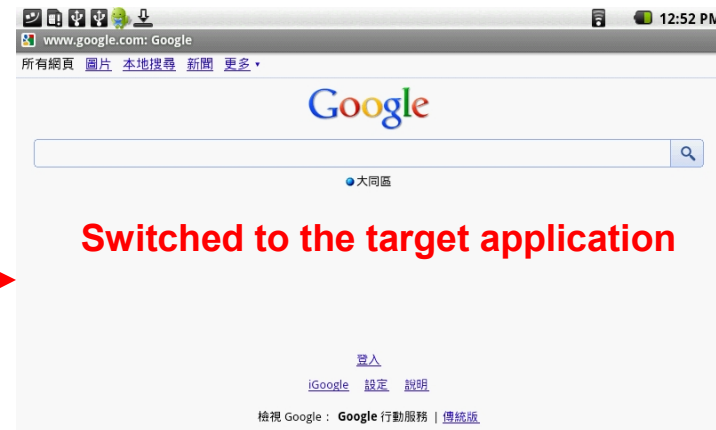 12:52 PM
www.google.com: Google
所有網頁 圖片 本地搜尋 新聞 更多
Google
大同區
Switched to the target application
登入
iGoogle 設定 說明
檢視 Google： Google 行動服務 | 傳統版